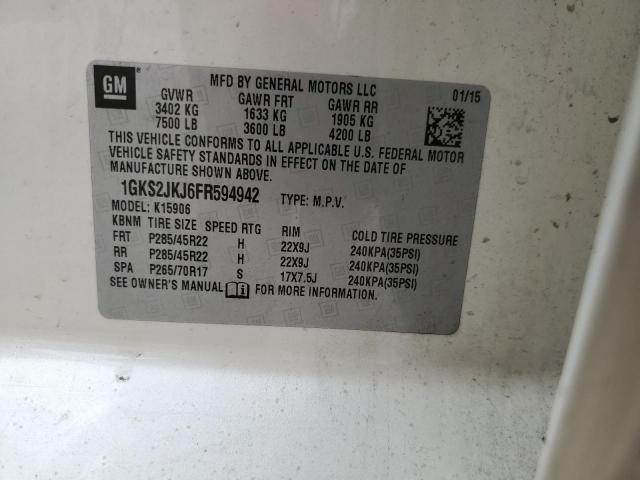 GM
MFD BY GENERAL MOTORS LLC
01/15
GVWR GAWR FRT GAWR RR
3402 KG 1633 KG 1905 KG
7500 LB 3600 LB 4200 LB
THIS VEHICLE CONFORMS TO ALL APPLICABLE U.S. FEDERAL MOTOR
VEHICLE SAFETY STANDARDS IN EFFECT ON THE DATE OF
MANUFACTURE SHOWN ABOVE.
1GKS2JKJ6FR594942 TYPE: M.P.V.
MODEL: K15906
KBNM TIRE SIZE SPEED RTG RIM COLD TIRE PRESSURE
FRT P285/45R22 H 22X9J 240KPA(35PSI)
RR P285/45R22 H 22X9J 240KPA(35PSI)
SPA P265/70R17 S 17X7.5J 240KPA(35PSI)
SEE OWNER'S MANUAL i FOR MORE INFORMATION.